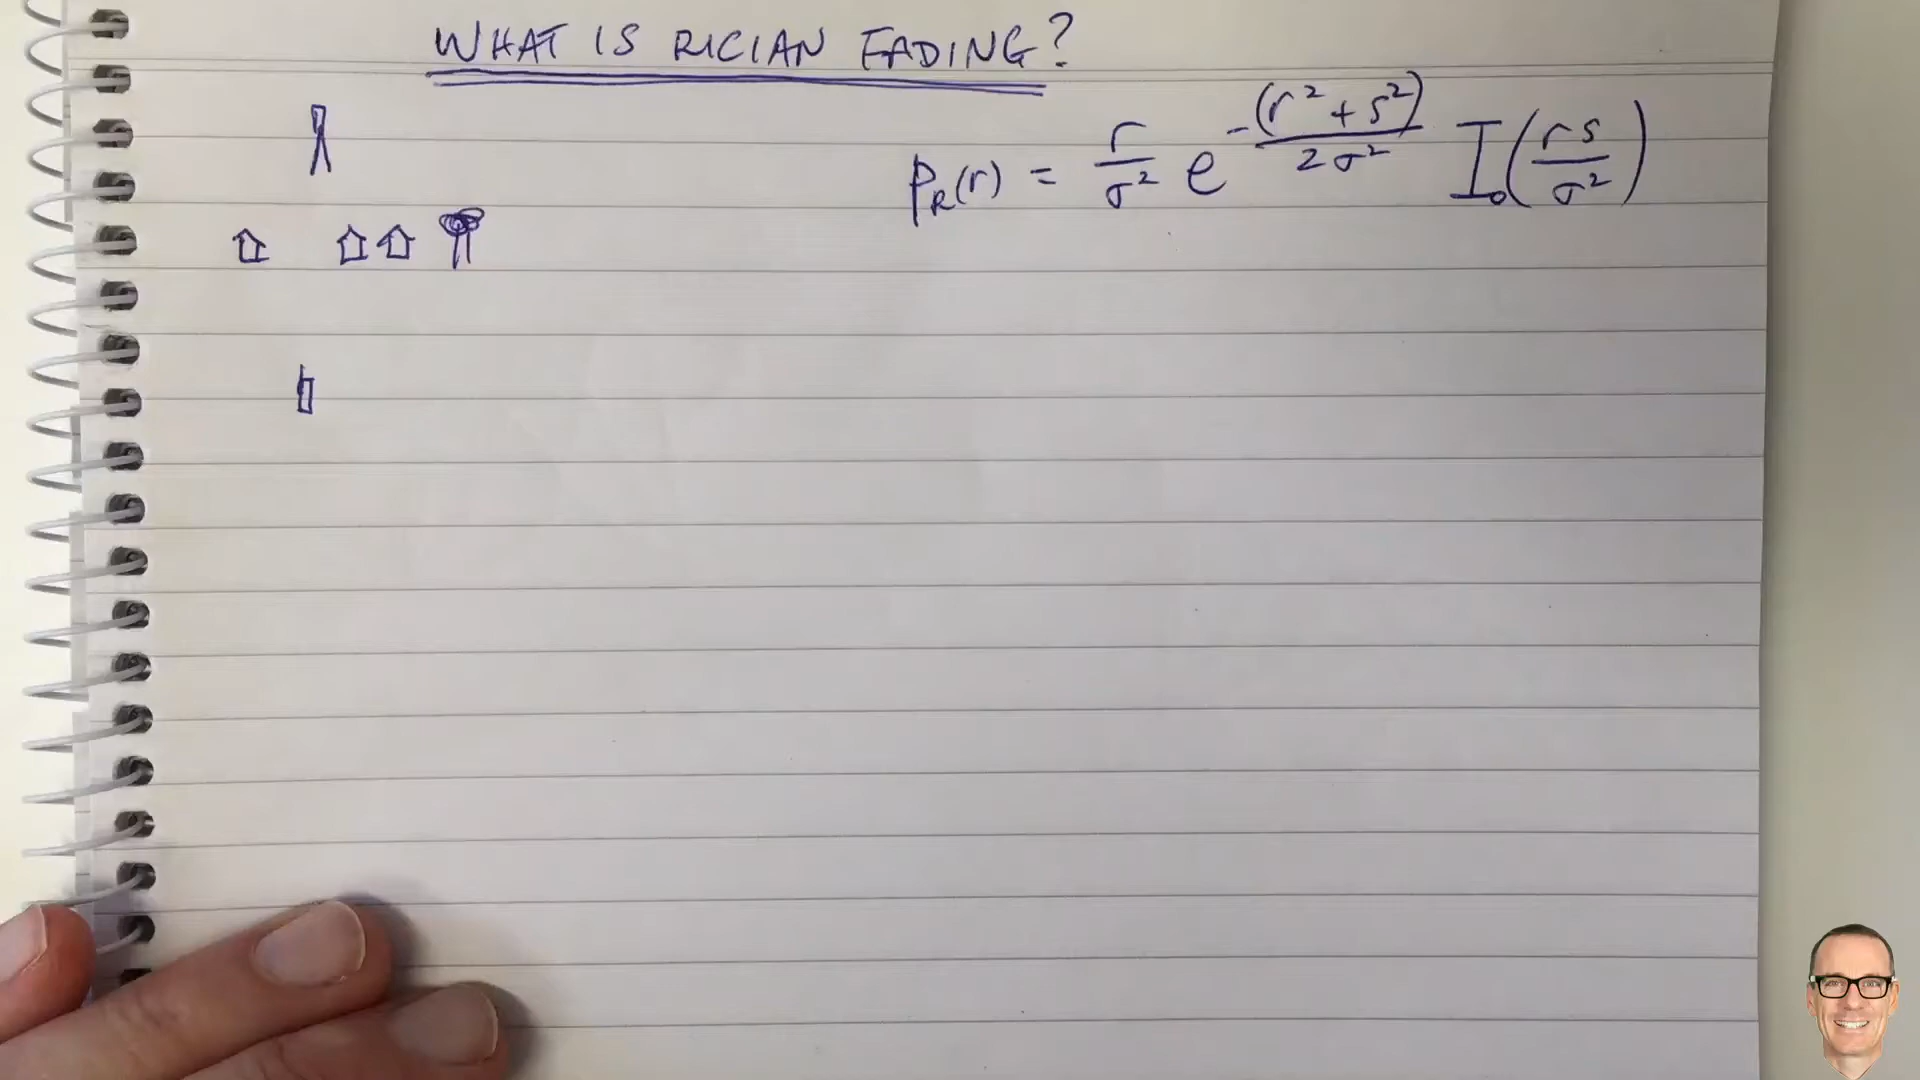 WHAT IS RICIAN FADING?
p_R(r) = r/σ² e^(-(r² + s²)/2σ²) I₀(rs/σ²)